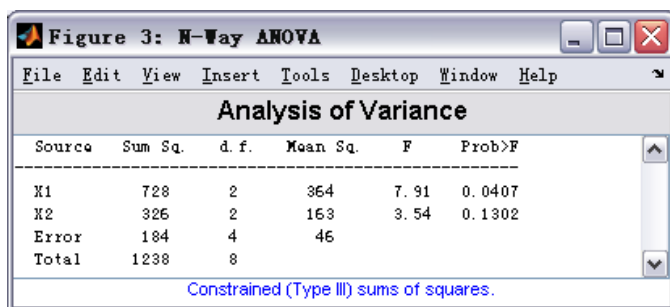 Figure 3: N-Way ANOVA
File Edit View Insert Tools Desktop Window Help
Analysis of Variance
Source Sum Sq. d.f. Mean Sq. F Prob>F
X1 728 2 364 7.91 0.0407
X2 326 2 163 3.54 0.1302
Error 184 4 46
Total 1238 8
Constrained (Type III) sums of squares.